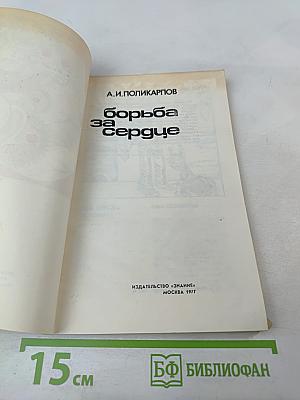 А.И.ПОЛИКАРПОВ
борьба
за
сердце
ИЗДАТЕЛЬСТВО «ЗНАНИЕ»
МОСКВА 1977
15 см
БФ БИБЛИОФАН